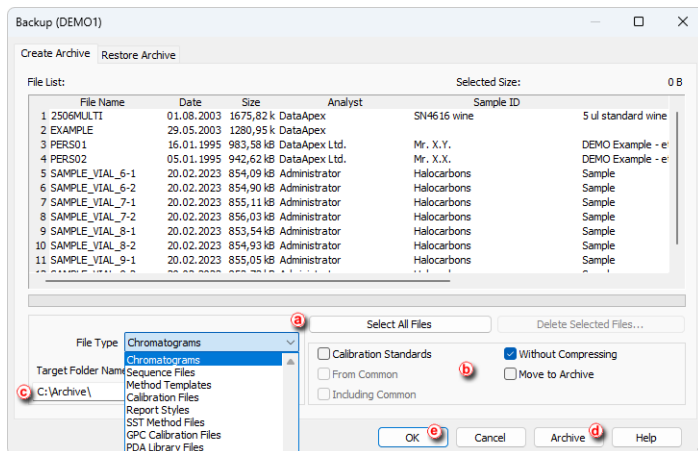 Backup (DEMO1)
Create Archive Restore Archive
File List: Selected Size: 0 B
File Name Date Size Analyst Sample ID
1 2506MULTI 01.08.2003 1675,82 k DataApex SN4616 wine 5 ul standard wine
2 EXAMPLE 29.05.2003 1280,95 k DataApex
3 PERS01 16.01.1995 983,58 kB DataApex Ltd. Mr. X.Y. DEMO Example - e
4 PERS02 05.01.1995 942,62 kB DataApex Ltd. Mr. X.X. DEMO Example - e
5 SAMPLE_VIAL_6-1 20.02.2023 854,09 kB Administrator Halocarbons Sample
6 SAMPLE_VIAL_6-2 20.02.2023 854,90 kB Administrator Halocarbons Sample
7 SAMPLE_VIAL_7-1 20.02.2023 855,11 kB Administrator Halocarbons Sample
8 SAMPLE_VIAL_7-2 20.02.2023 856,03 kB Administrator Halocarbons Sample
9 SAMPLE_VIAL_8-1 20.02.2023 853,54 kB Administrator Halocarbons Sample
10 SAMPLE_VIAL_8-2 20.02.2023 854,93 kB Administrator Halocarbons Sample
11 SAMPLE_VIAL_9-1 20.02.2023 855,05 kB Administrator Halocarbons Sample
a Select All Files Delete Selected Files...
File Type Chromatograms
Chromatograms
Sequence Files
Method Templates
Calibration Files
Report Styles
SST Method Files
GPC Calibration Files
PDA Library Files
Target Folder Name
c C:\Archive\
Calibration Standards b Without Compressing
From Common Move to Archive
Including Common
OK e Cancel Archive d Help